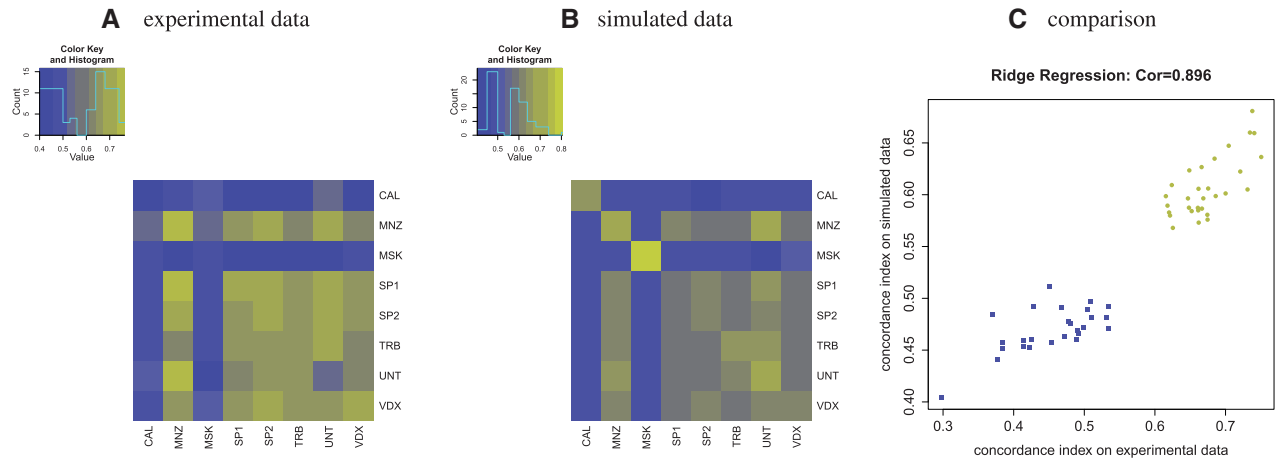 A experimental data
Color Key
and Histogram
Count
0 5 10 15
0.4 0.5 0.6 0.7
Value
CAL
MNZ
MSK
SP1
SP2
TRB
UNT
VDX
CAL MNZ MSK SP1 SP2 TRB UNT VDX
B simulated data
Color Key
and Histogram
Count
0 5 10 20
0.5 0.6 0.7 0.8
Value
CAL
MNZ
MSK
SP1
SP2
TRB
UNT
VDX
CAL MNZ MSK SP1 SP2 TRB UNT VDX
C comparison
Ridge Regression: Cor=0.896
concordance index on simulated data
0.40 0.45 0.50 0.55 0.60 0.65
0.3 0.4 0.5 0.6 0.7
concordance index on experimental data